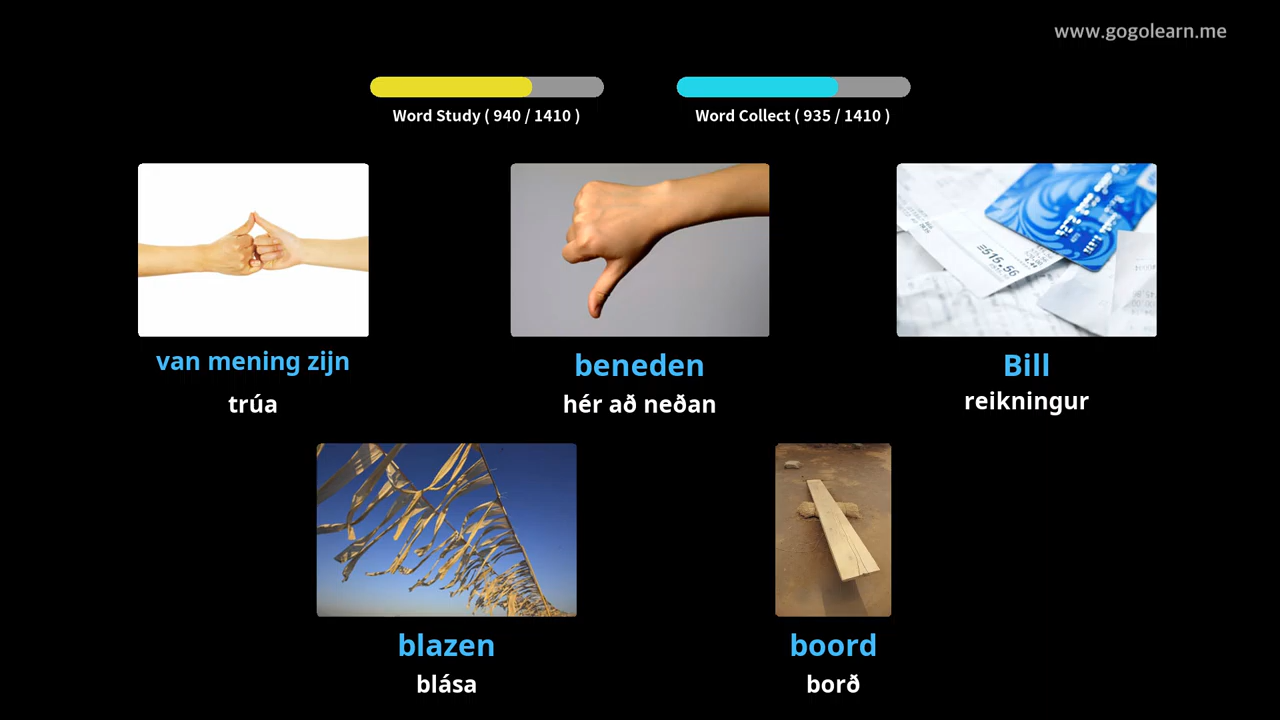 www.gogolearn.me
Word Study ( 940 / 1410 )
Word Collect ( 935 / 1410 )
van mening zijn
trúa
beneden
hér að neðan
Bill
reikningur
blazen
blása
boord
borð